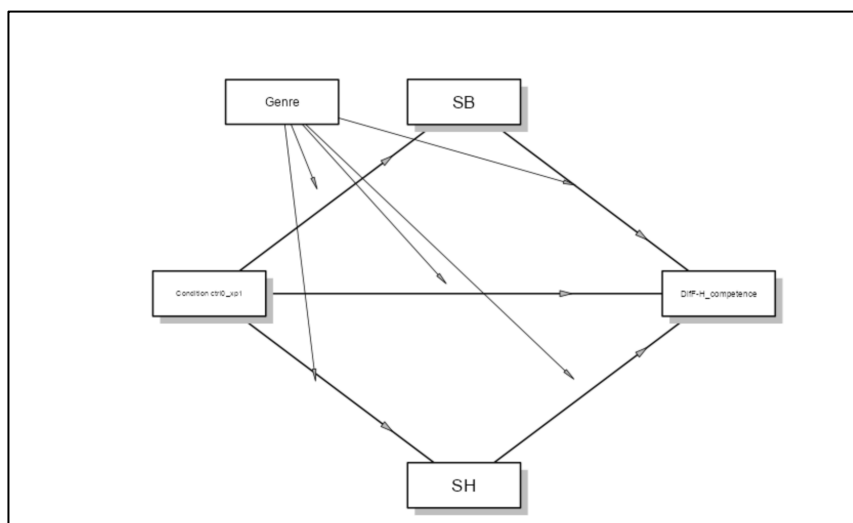 Genre
SB
Condition ctrl0_xp1
DifF-H_competence
SH